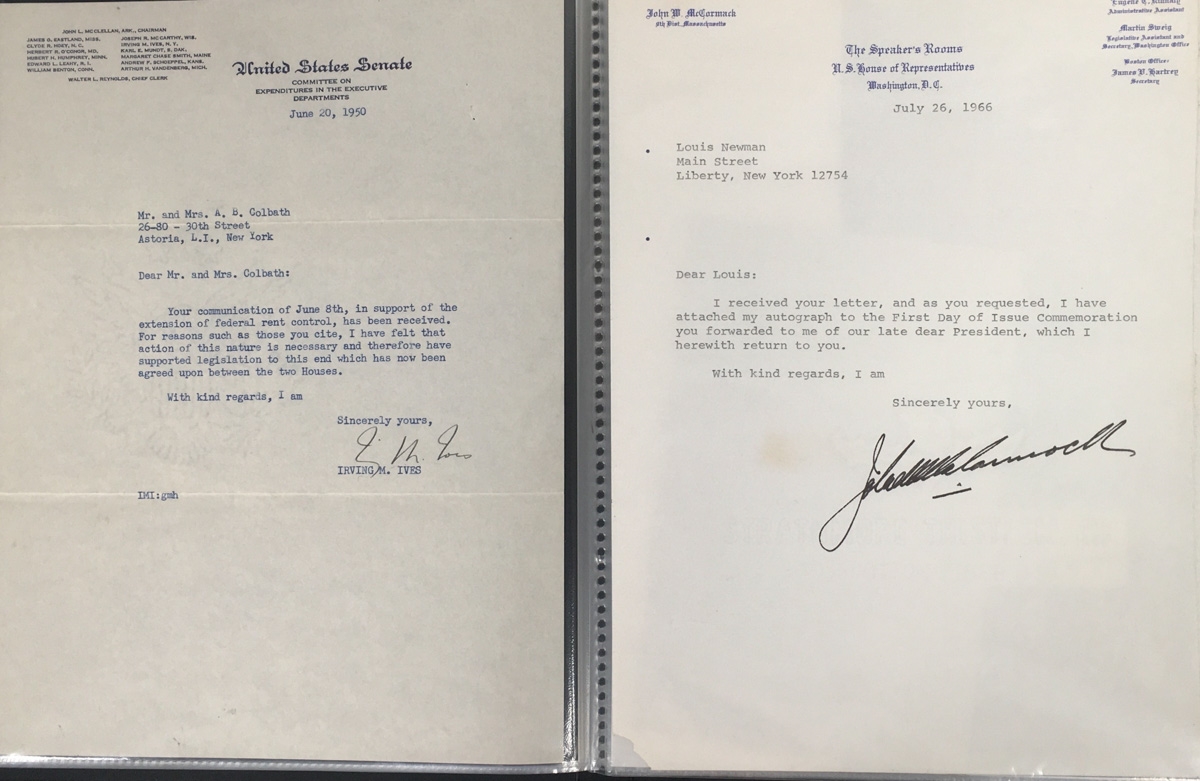 JOHN L. MCCLELLAN, ARK., CHAIRMAN
JAMES O. EASTLAND, MISS.
CLYDE R. HOEY, N. C.
HERBERT R. O'CONOR, MD.
HUBERT H. HUMPHREY, MINN.
EDWARD L. LEAHY, R. I.
WILLIAM BENTON, CONN.
JOSEPH R. MCCARTHY, WIS.
IRVING M. IVES, N. Y.
KARL E. MUNDT, S. DAK.
MARGARET CHASE SMITH, MAINE
ANDREW F. SCHOEPPEL, KANS.
ARTHUR H. VANDENBERG, MICH.
WALTER L. REYNOLDS, CHIEF CLERK
United States Senate
COMMITTEE ON
EXPENDITURES IN THE EXECUTIVE
DEPARTMENTS
June 20, 1950
Mr. and Mrs. A. B. Colbath
26-80 - 30th Street
Astoria, L.I., New York
Dear Mr. and Mrs. Colbath:
Your communication of June 8th, in support of the
extension of federal rent control, has been received.
For reasons such as those you cite, I have felt that
action of this nature is necessary and therefore have
supported legislation to this end which has now been
agreed upon between the two Houses.
With kind regards, I am
Sincerely yours,
IRVING M. IVES
IMI:gmh
John W. McCormack
9th Dist. Massachusetts
Administrative Assistant
Martin Sweig
Legislative Assistant and
Secretary, Washington Office
Boston Office:
James V. Hartrey
Secretary
The Speaker's Rooms
U.S. House of Representatives
Washington, D.C.
July 26, 1966
Louis Newman
Main Street
Liberty, New York 12754
Dear Louis:
I received your letter, and as you requested, I have
attached my autograph to the First Day of Issue Commemoration
you forwarded to me of our late dear President, which I
herewith return to you.
With kind regards, I am
Sincerely yours,
John W. McCormack